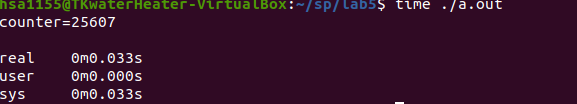 hsa1155@TKwaterHeater-VirtualBox:~/sp/lab5$ time ./a.out
counter=25607
real 0m0.033s
user 0m0.000s
sys 0m0.033s